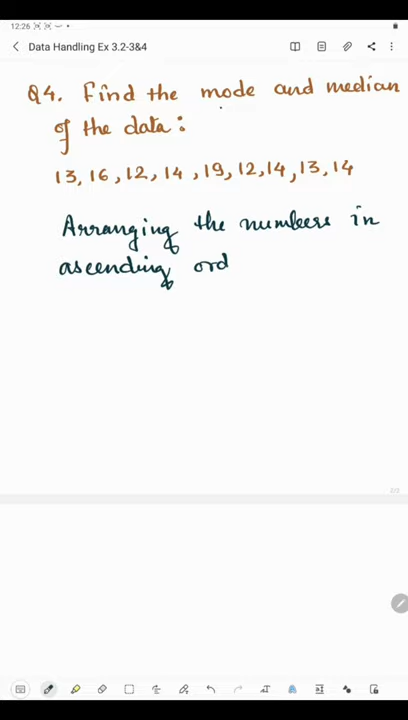 12:26
Data Handling Ex 3.2-3&4
Q4. Find the mode and median
of the data:
13, 16, 12, 14, 19, 12, 14, 13, 14
Arranging the numbers in
ascending ord
2/2